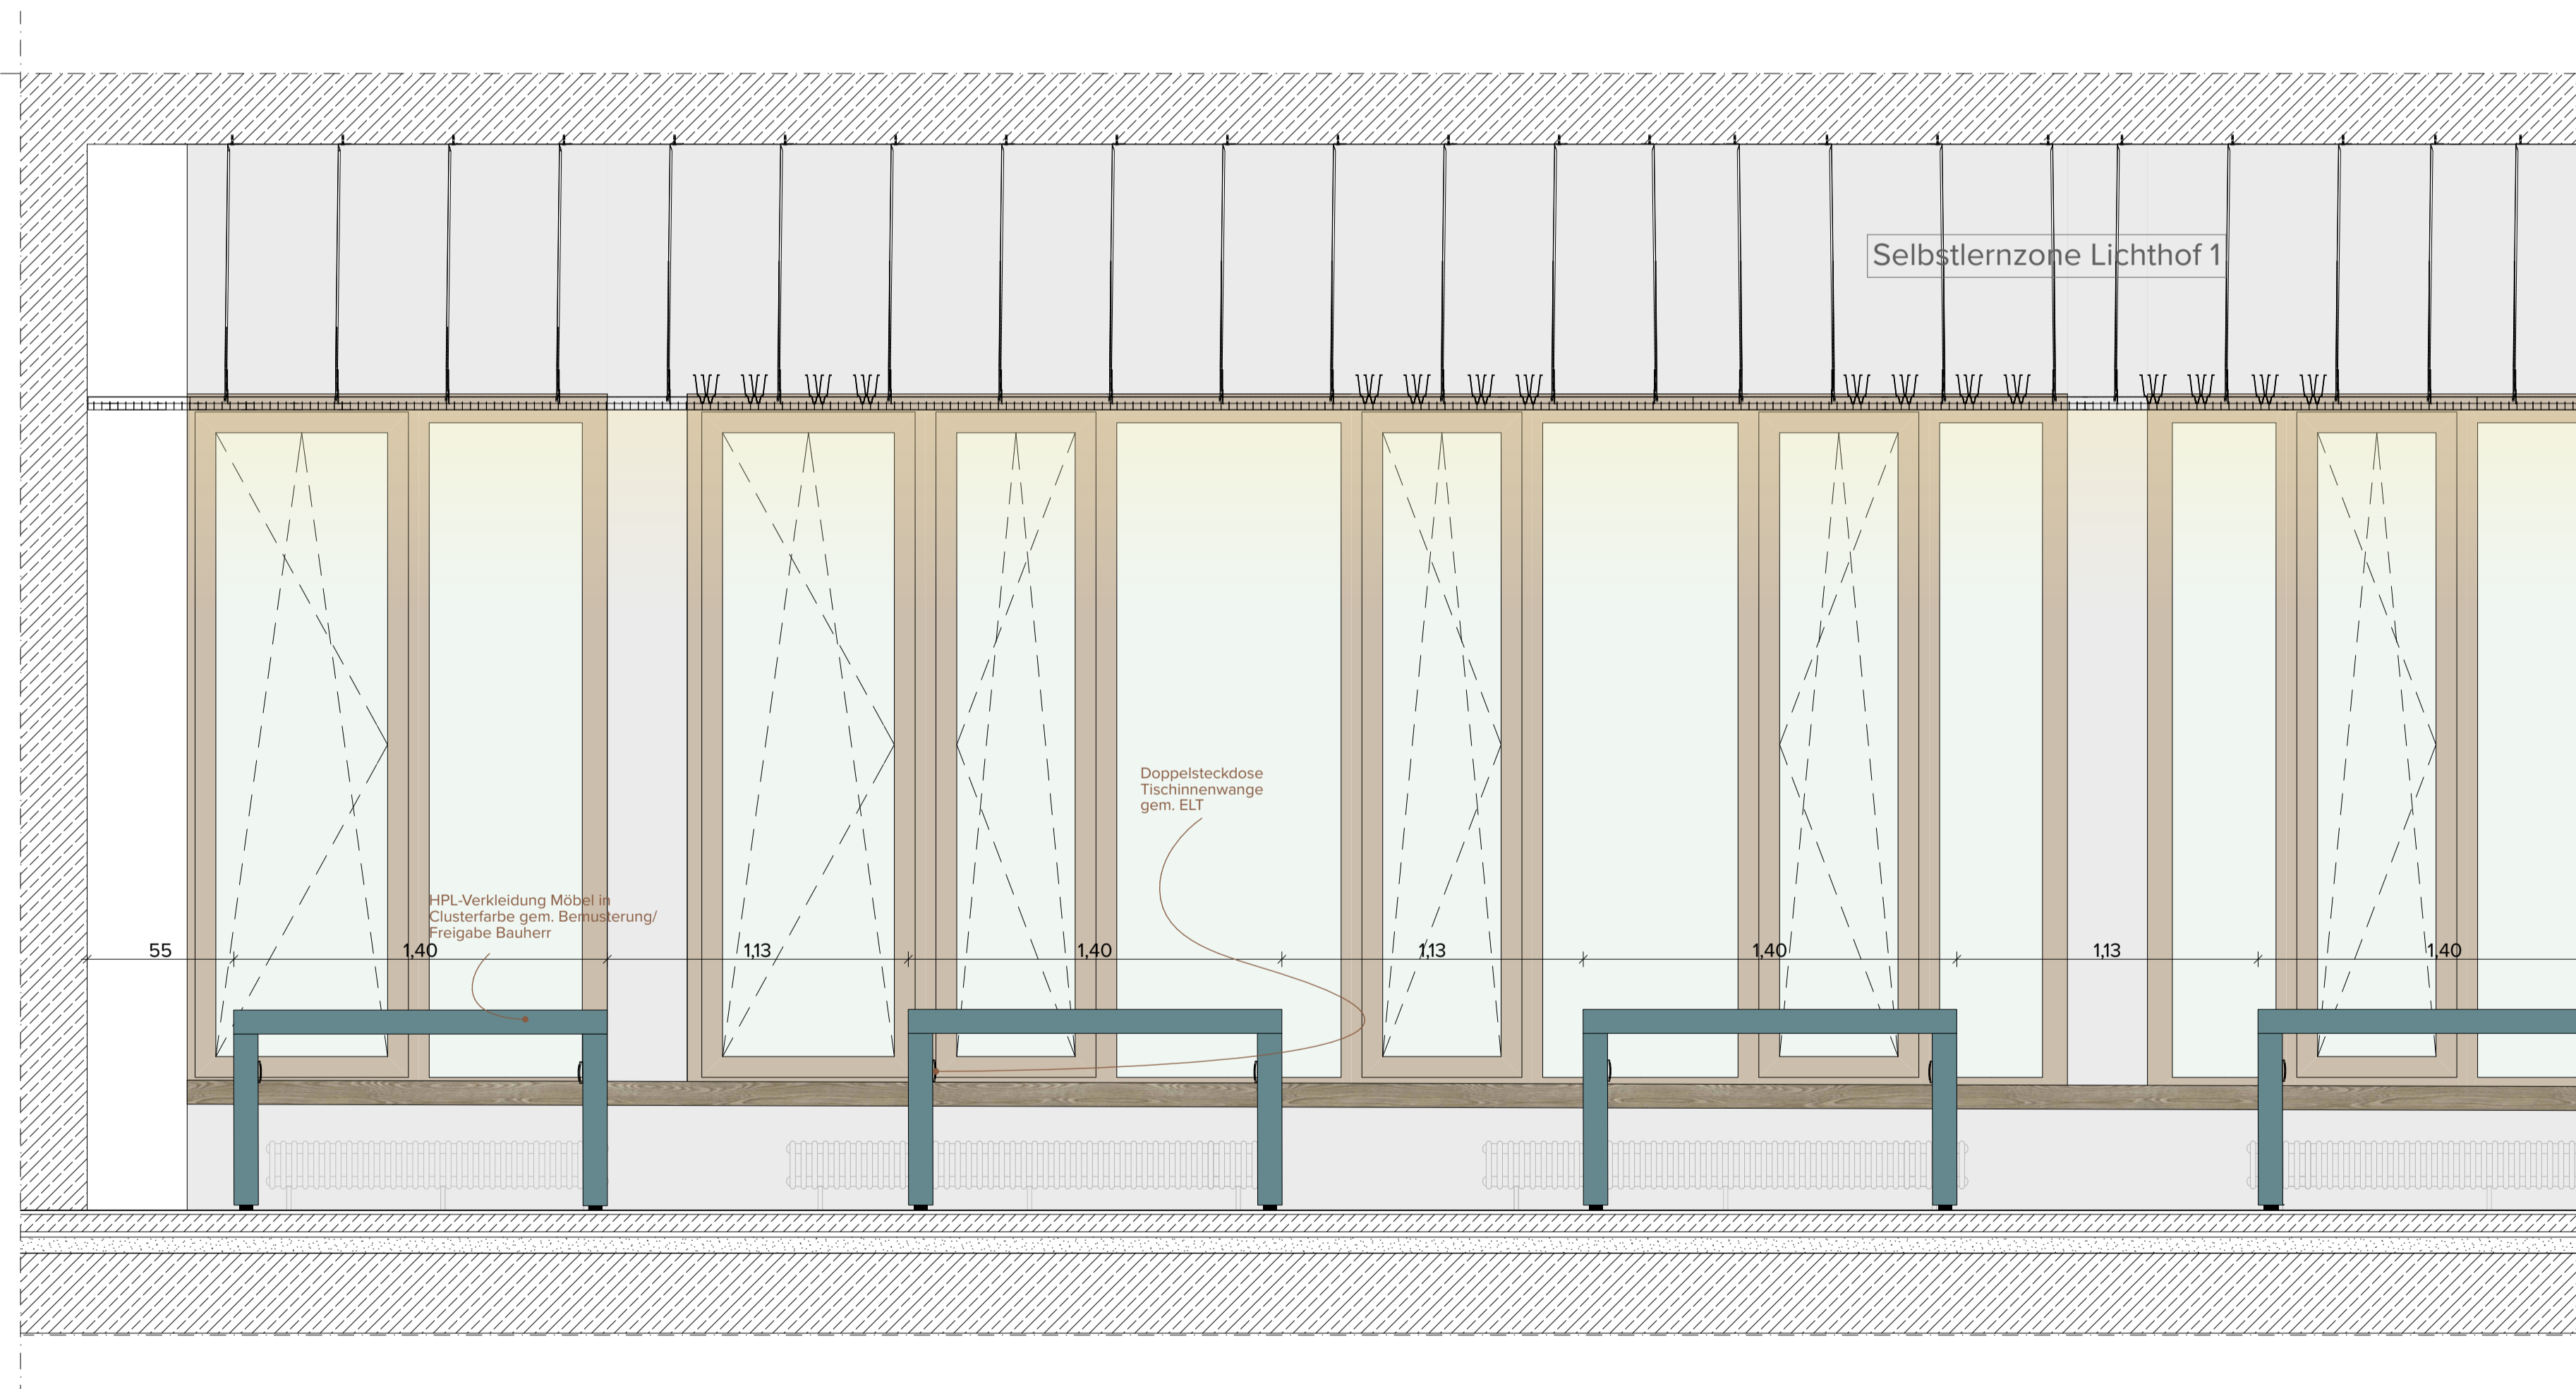 Selbstlernzone Lichthof 1
Doppelsteckdose
Tischinnenwange
gem. ELT
HPL-Verkleidung Möbel in
Clusterfarbe gem. Bemusterung/
Freigabe Bauherr
55 1,40 1,13 1,40 1,13 1,40 1,13 1,40